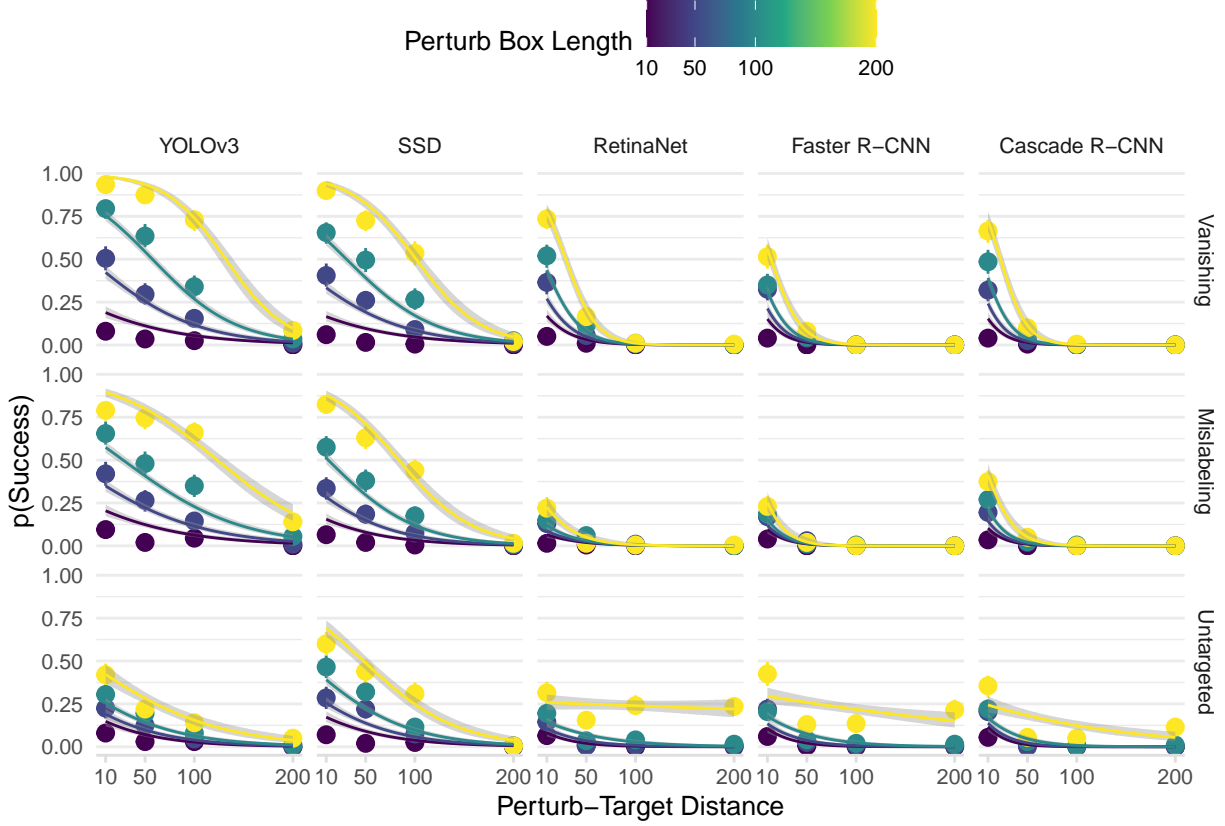 Perturb Box Length
10 50 100 200
YOLOv3 SSD RetinaNet Faster R−CNN Cascade R−CNN
p(Success)
1.00
0.75
0.50
0.25
0.00
Vanishing
1.00
0.75
0.50
0.25
0.00
Mislabeling
1.00
0.75
0.50
0.25
0.00
Untargeted
10 50 100 200 10 50 100 200 10 50 100 200 10 50 100 200 10 50 100 200
Perturb−Target Distance